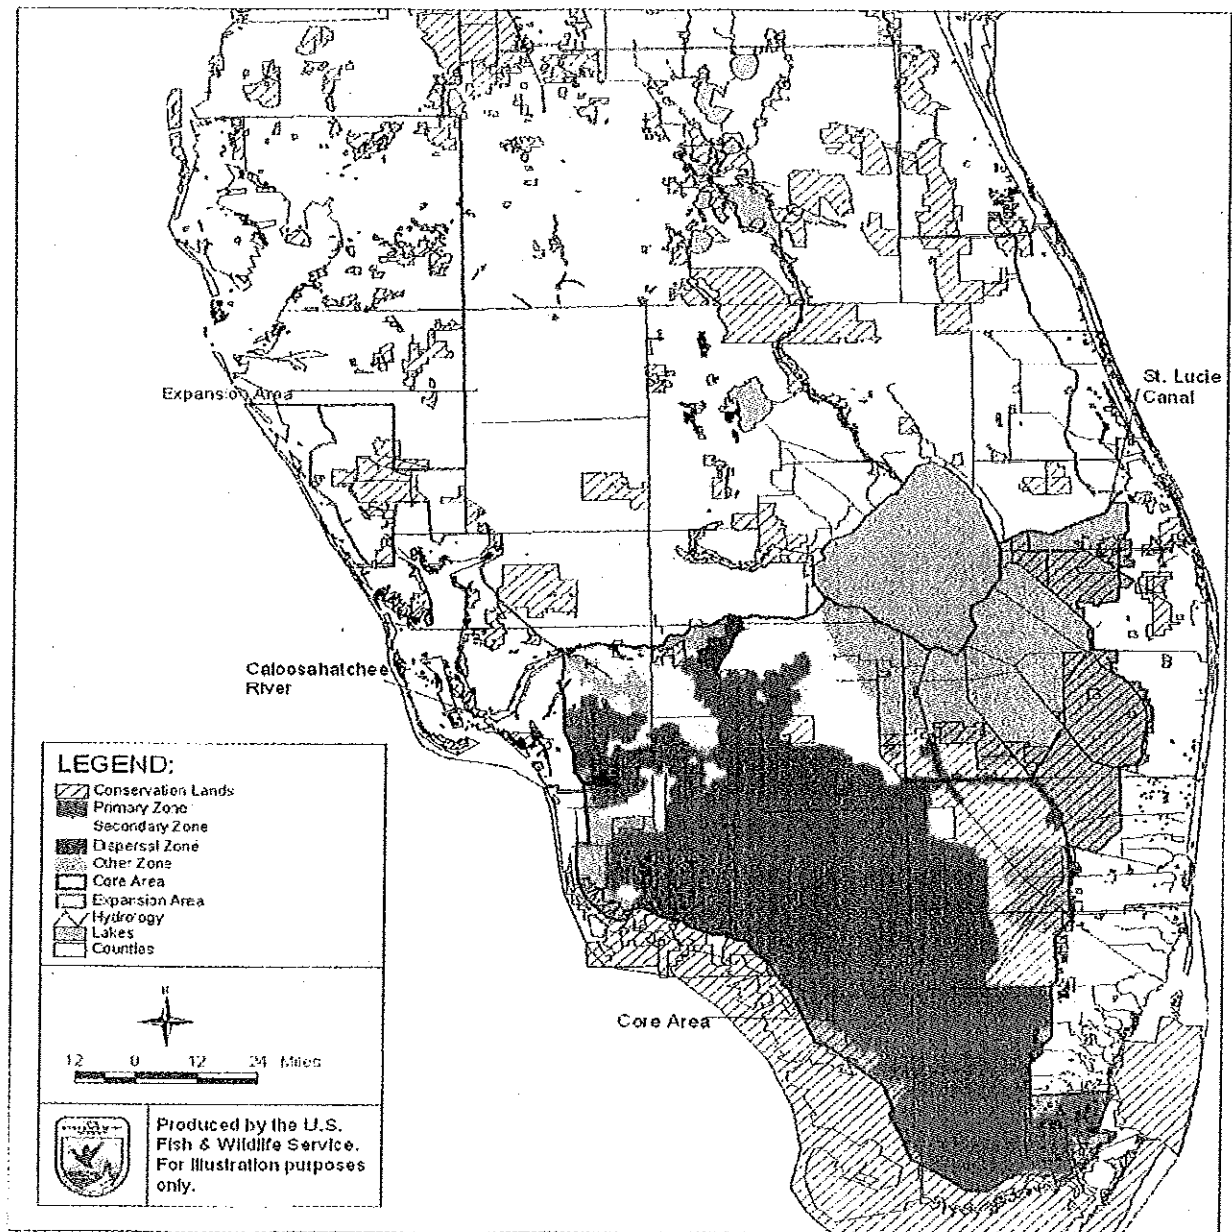 Expansion Area
St. Lucie
Canal
Caloosahatchee
River
LEGEND:
Conservation Lands
Primary Zone
Secondary Zone
Dispersal Zone
Other Zone
Core Area
Expansion Area
Hydrology
Lakes
Counties
Core Area
N
12 0 12 24 Miles
Produced by the U.S.
Fish & Wildlife Service.
For illustration purposes
only.